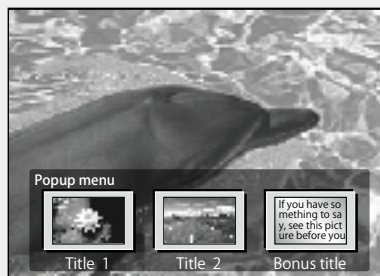 Popup menu
If you have so
mething to sa
y, see this pict
ure before you
Title 1
Title 2
Bonus title